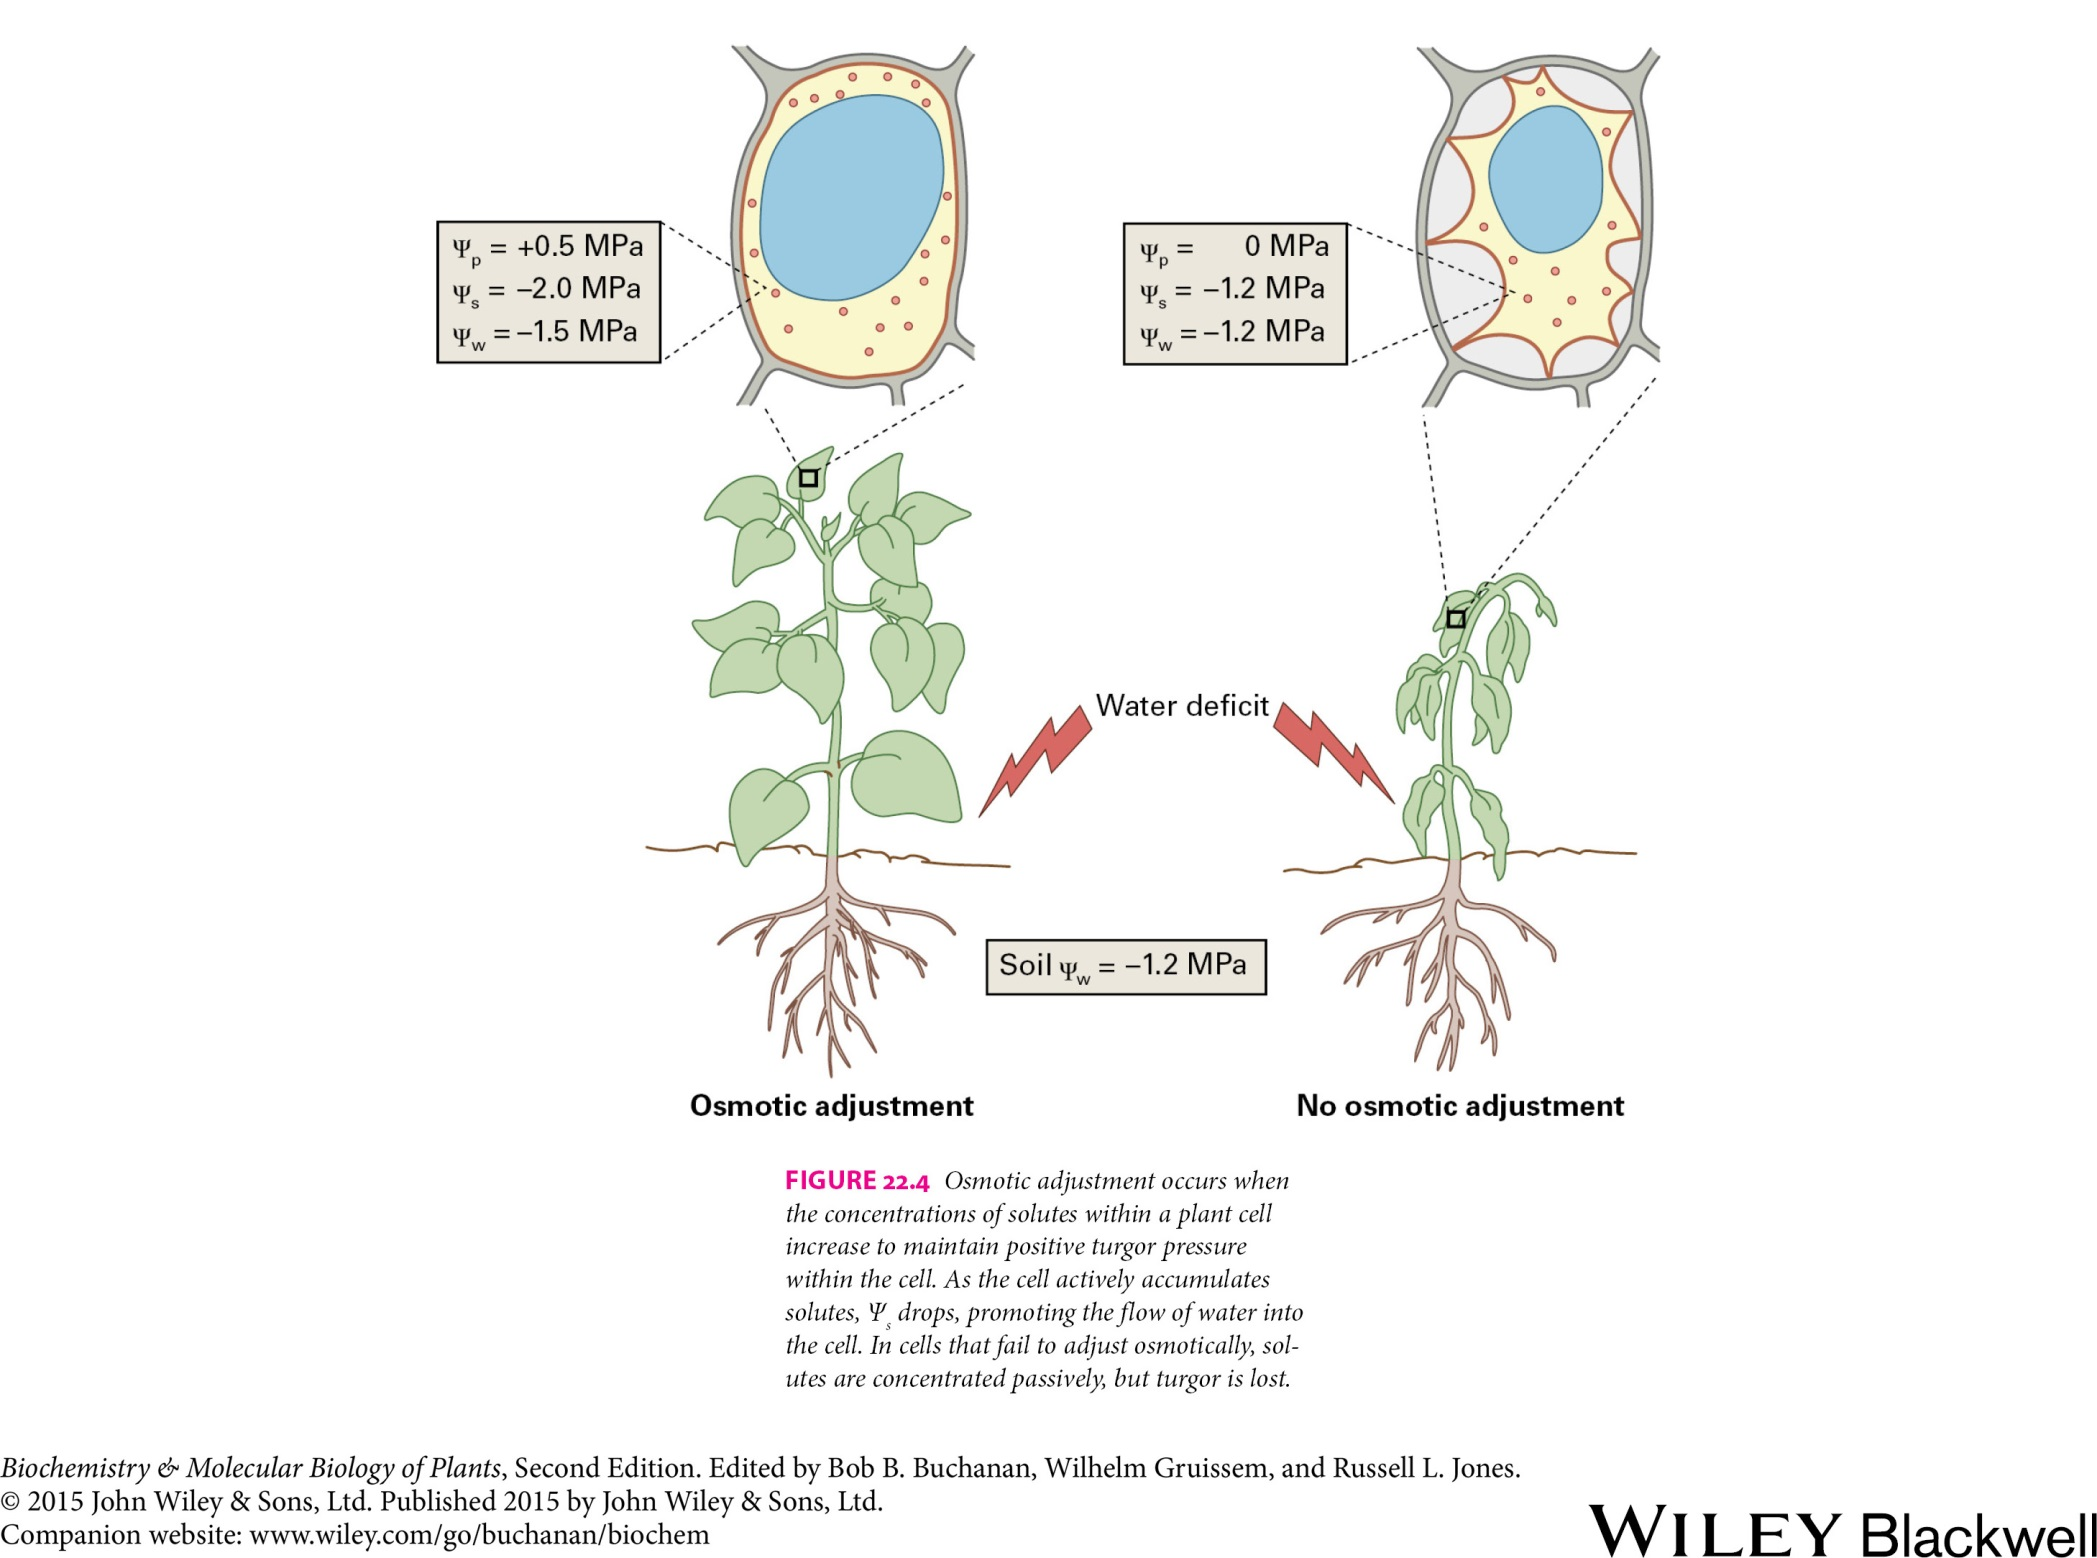 Ψp = +0.5 MPa
Ψs = −2.0 MPa
Ψw = −1.5 MPa
Ψp = 0 MPa
Ψs = −1.2 MPa
Ψw = −1.2 MPa
Water deficit
Soil Ψw = −1.2 MPa
Osmotic adjustment
No osmotic adjustment
FIGURE 22.4 Osmotic adjustment occurs when
the concentrations of solutes within a plant cell
increase to maintain positive turgor pressure
within the cell. As the cell actively accumulates
solutes, Ψs drops, promoting the flow of water into
the cell. In cells that fail to adjust osmotically, sol-
utes are concentrated passively, but turgor is lost.
Biochemistry & Molecular Biology of Plants, Second Edition. Edited by Bob B. Buchanan, Wilhelm Gruissem, and Russell L. Jones.
© 2015 John Wiley & Sons, Ltd. Published 2015 by John Wiley & Sons, Ltd.
Companion website: www.wiley.com/go/buchanan/biochem
WILEY Blackwell